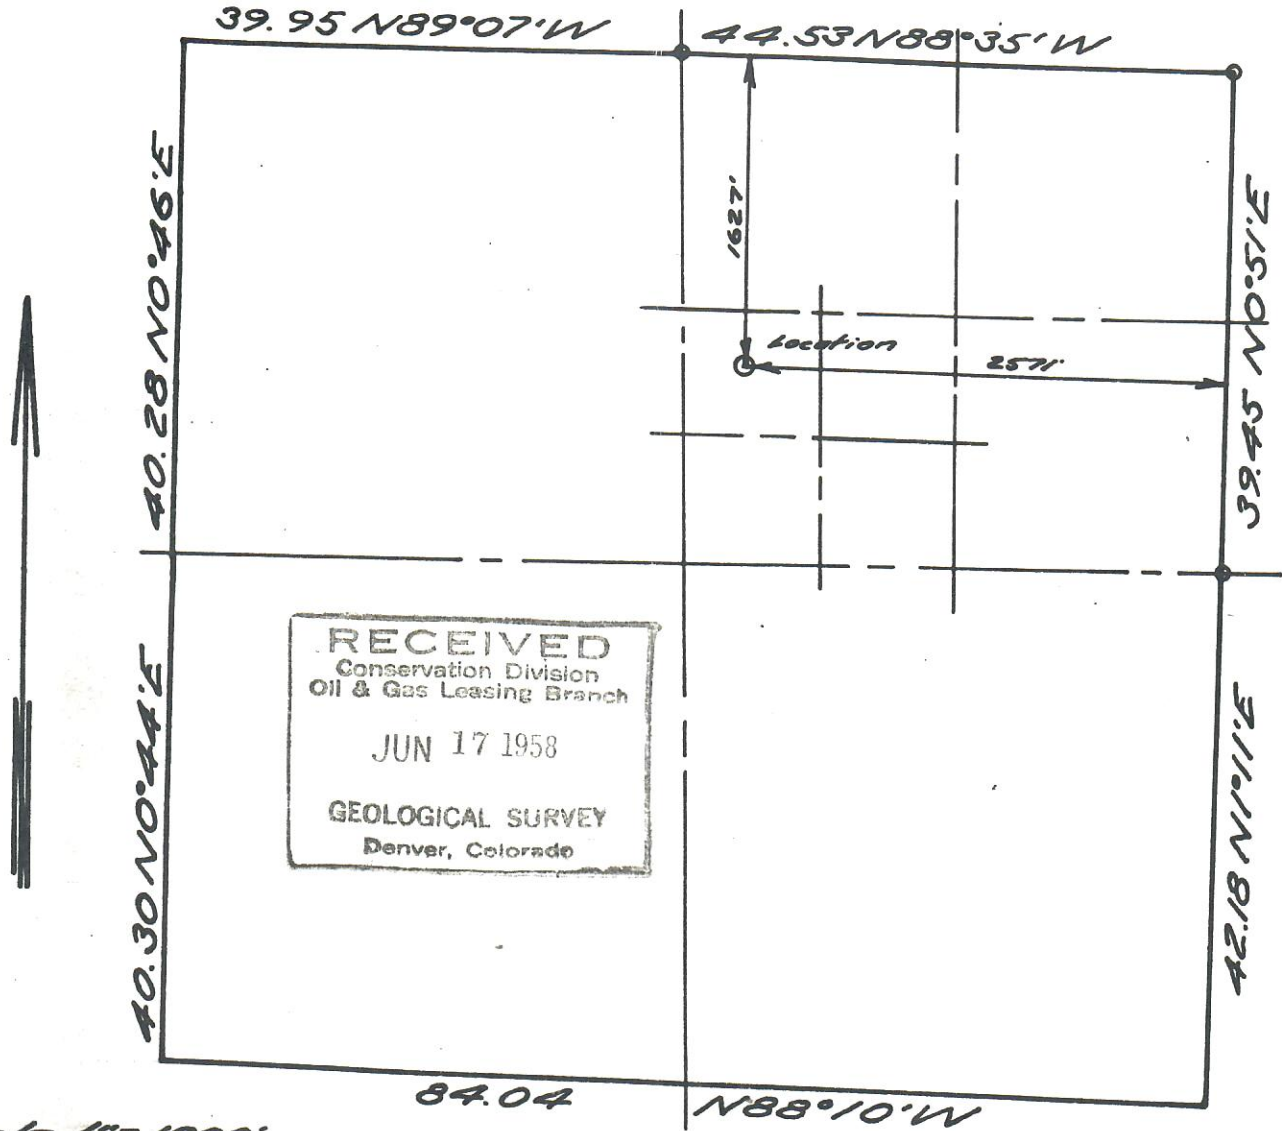 39.95 N89°07'W
44.53 N88°35'W
40.28 N0°46'E
1627'
39.45 N0°51'E
Location
2571'
RECEIVED
Conservation Division
Oil & Gas Leasing Branch
JUN 17 1958
GEOLOGICAL SURVEY
Denver, Colorado
40.30 N0°44'E
42.18 N1°11'E
84.04 N88°10'W